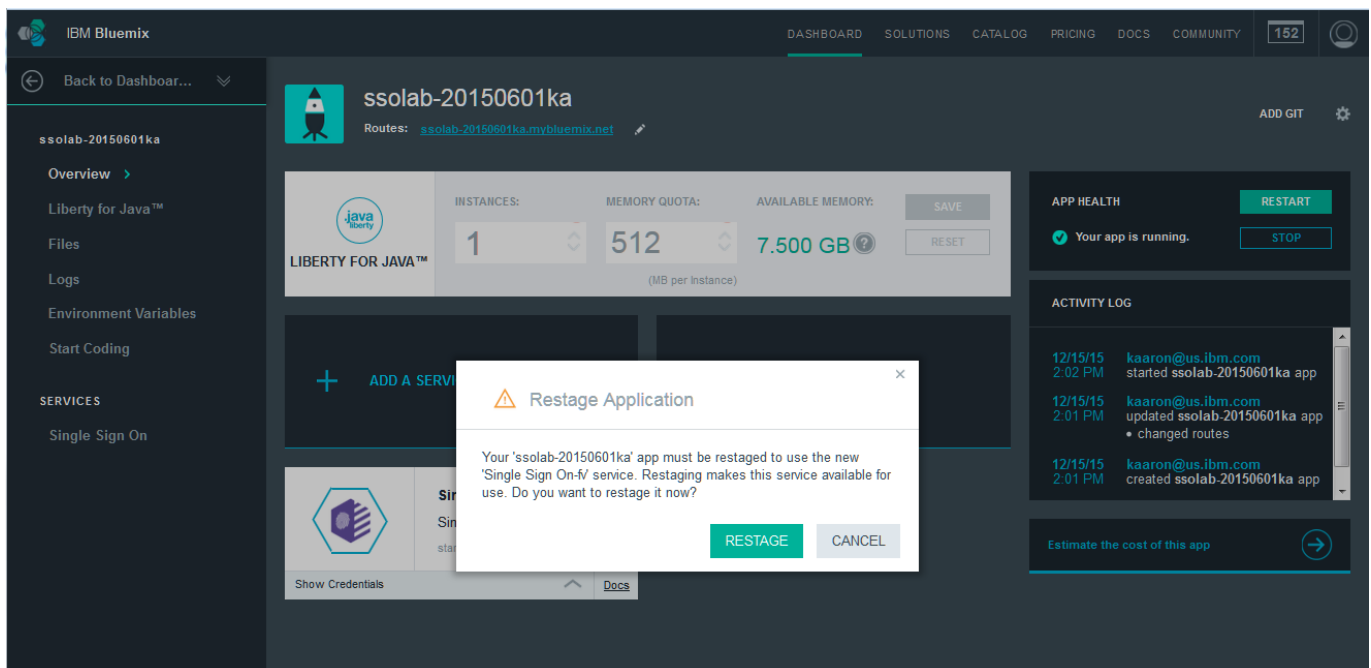 IBM Bluemix
DASHBOARD SOLUTIONS CATALOG PRICING DOCS COMMUNITY 152
Back to Dashboar...
ssolab-20150601ka
Overview
Liberty for Java™
Files
Logs
Environment Variables
Start Coding
SERVICES
Single Sign On
ssolab-20150601ka
Routes: ssolab-20150601ka.mybluemix.net
ADD GIT
java
liberty
LIBERTY FOR JAVA™
INSTANCES: MEMORY QUOTA: AVAILABLE MEMORY:
1 512 7.500 GB ?
(MB per Instance)
SAVE
RESET
APP HEALTH
RESTART
Your app is running.
STOP
ACTIVITY LOG
12/15/15 kaaron@us.ibm.com
2:02 PM started ssolab-20150601ka app
12/15/15 kaaron@us.ibm.com
2:01 PM updated ssolab-20150601ka app
• changed routes
12/15/15 kaaron@us.ibm.com
2:01 PM created ssolab-20150601ka app
Estimate the cost of this app
ADD A SERVI
Restage Application
Your 'ssolab-20150601ka' app must be restaged to use the new
'Single Sign On-fv' service. Restaging makes this service available for
use. Do you want to restage it now?
RESTAGE CANCEL
Sin
Sin
star
Show Credentials Docs